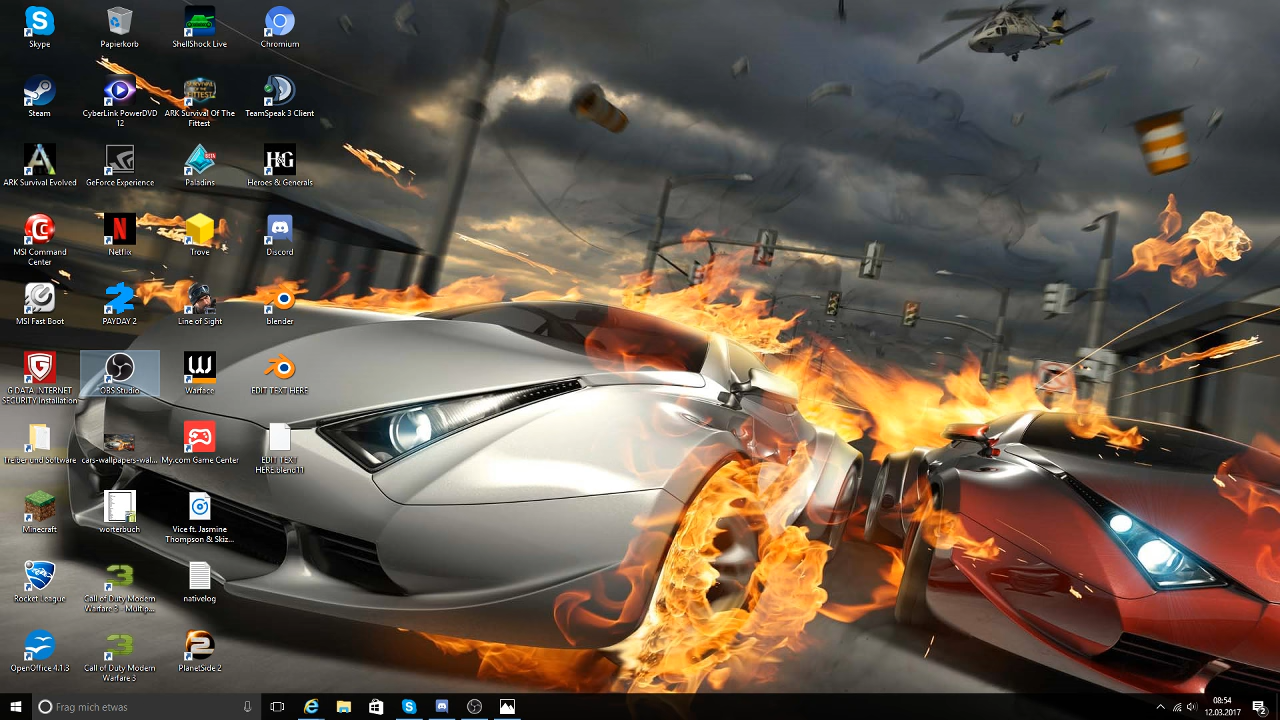 Skype
Papierkorb
ShellShock Live
Chromium
Steam
CyberLink PowerDVD
12
ARK Survival Of The
Fittest
TeamSpeak 3 Client
ARK Survival Evolved
GeForce Experience
Paladins
Heroes & Generals
MSI Command
Center
Netflix
Trove
Discord
MSI Fast Boot
PAYDAY 2
Line of Sight
blender
G DATA INTERNET
SECURITY Installation
OBS Studio
Warface
EDIT TEXT HERE
Treiber und Software
cars-wallpapers-wal...
My.com Game Center
EDIT TEXT
HERE.blend11
Minecraft
wörterbuch
Vice ft. Jasmine
Thompson & Skiz...
Rocket League
Call of Duty Modern
Warfare 3 - Multip...
nativelog
OpenOffice 4.1.3
Call of Duty Modern
Warfare 3
PlanetSide 2
Frag mich etwas
08:54
12.03.2017